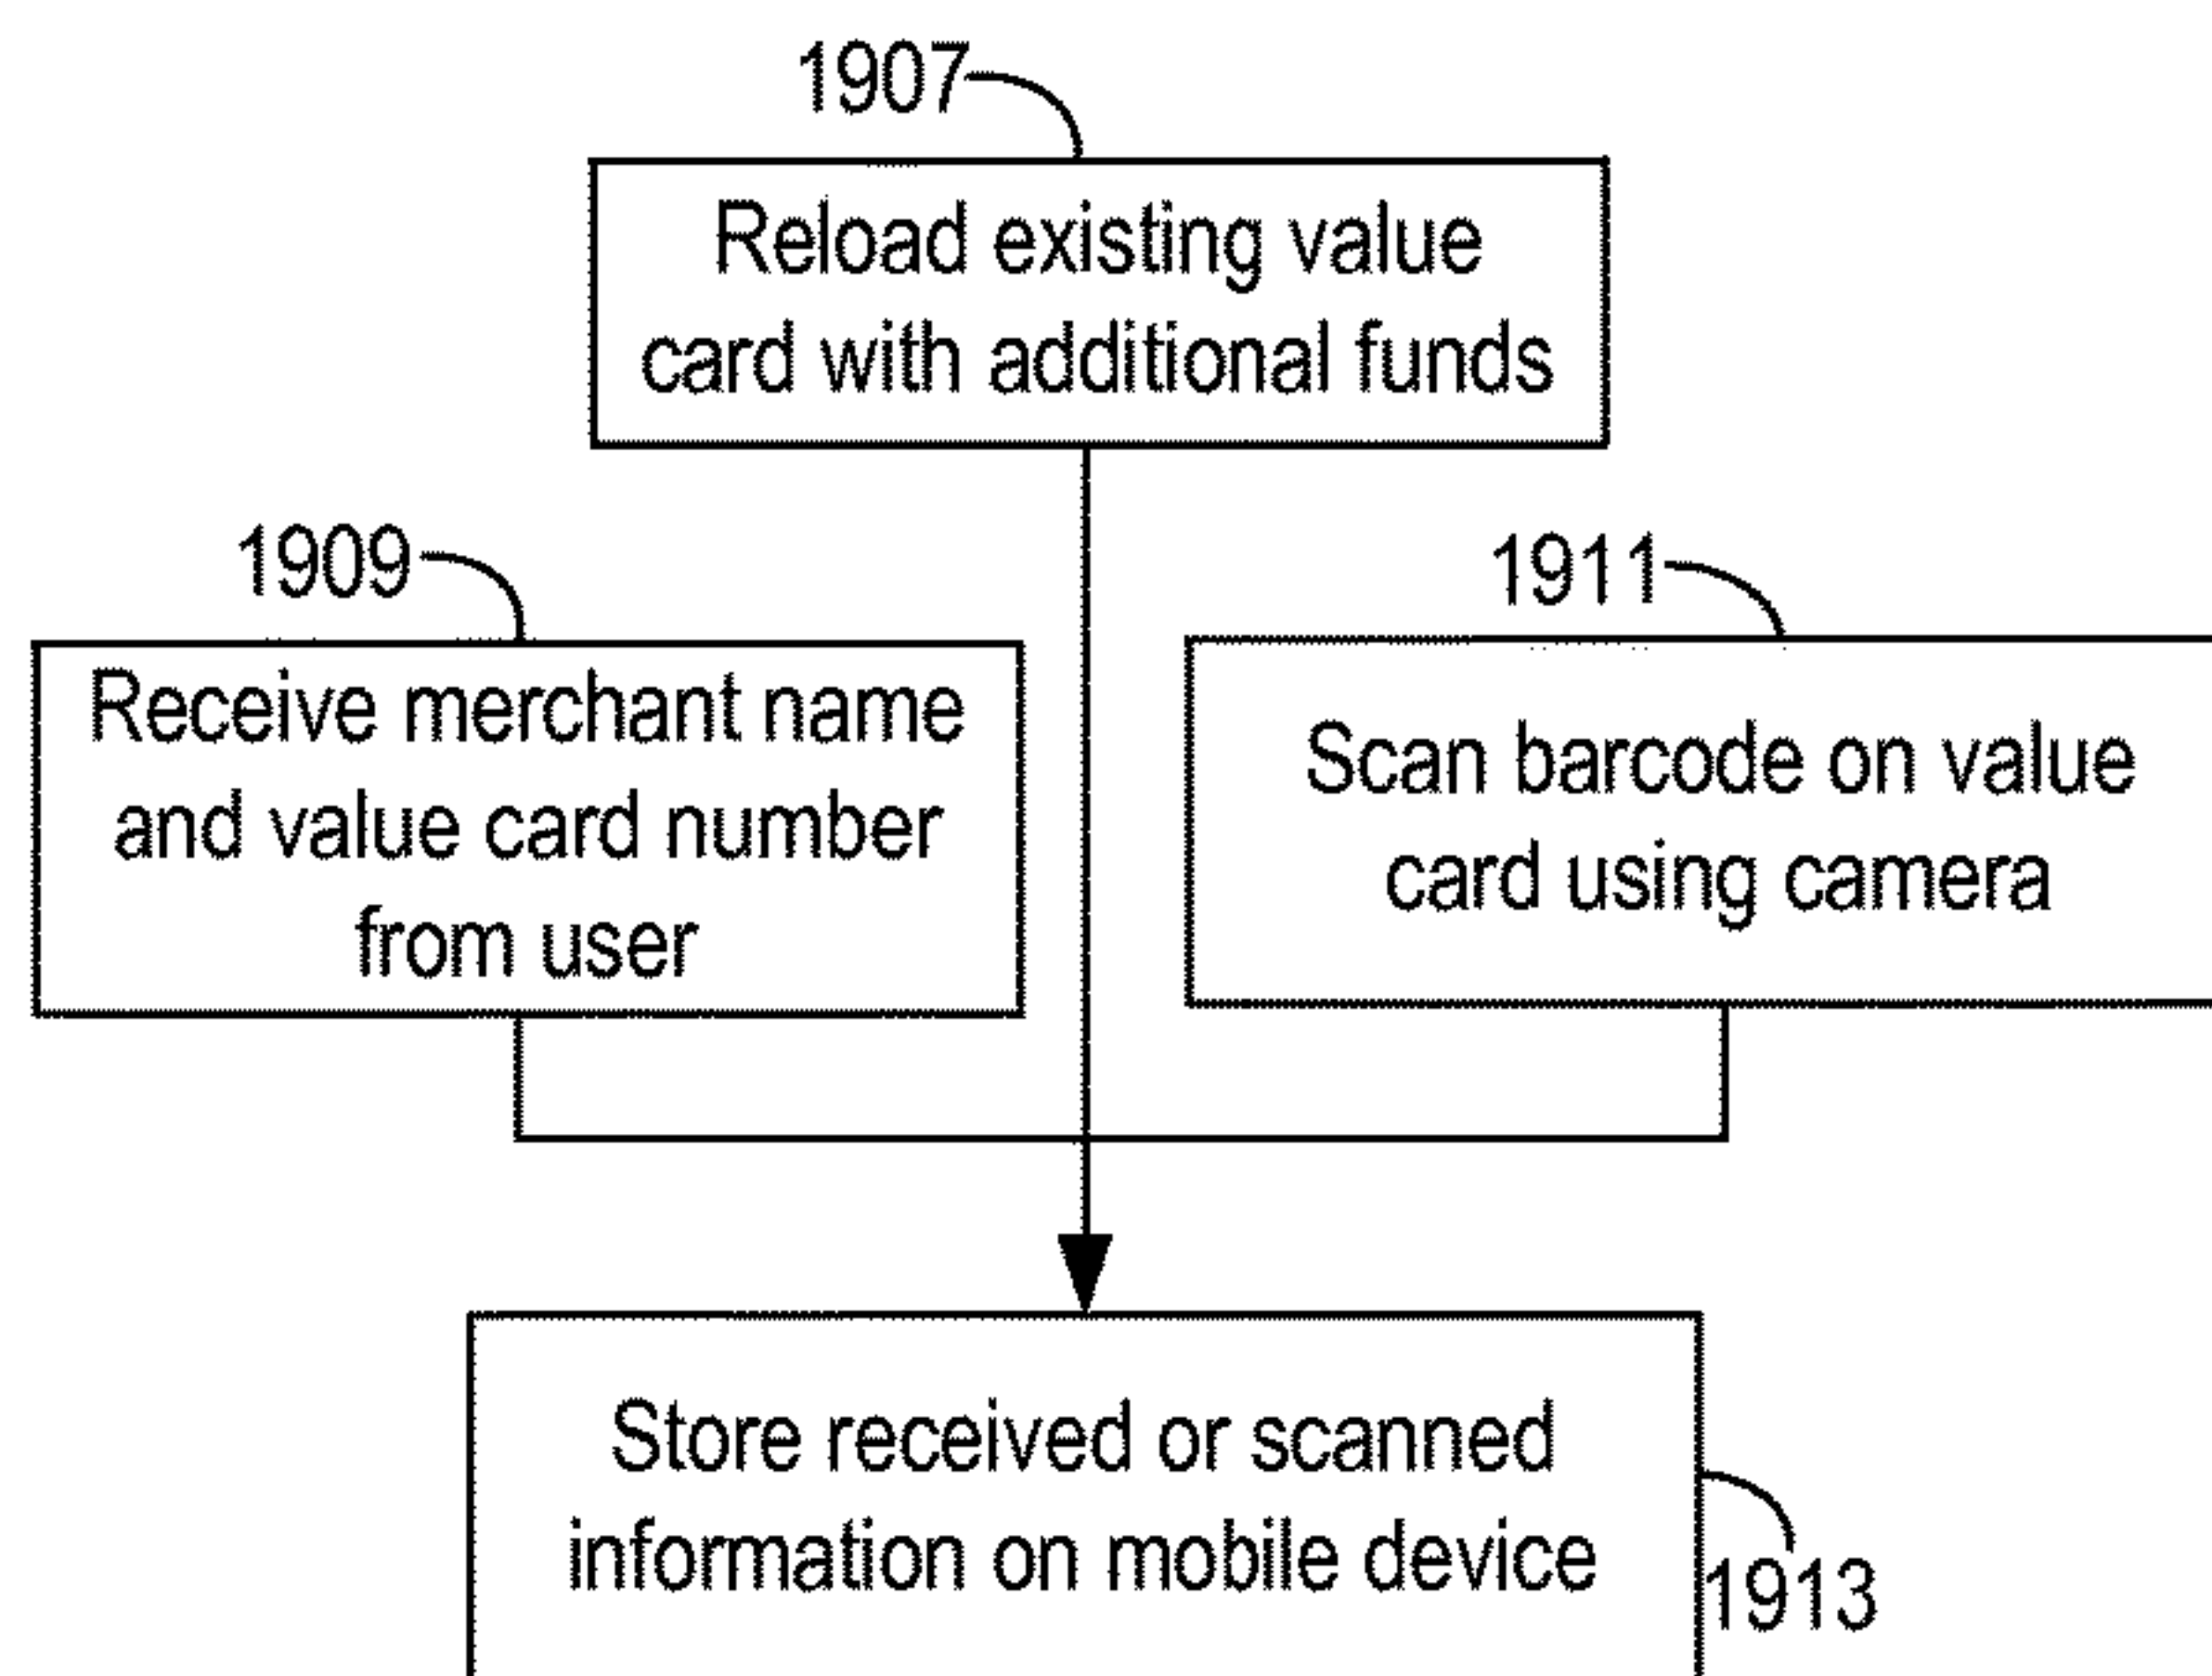 1907
Reload existing value
card with additional funds
1909
1911
Receive merchant name
and value card number
from user
Scan barcode on value
card using camera
Store received or scanned
information on mobile device
1913